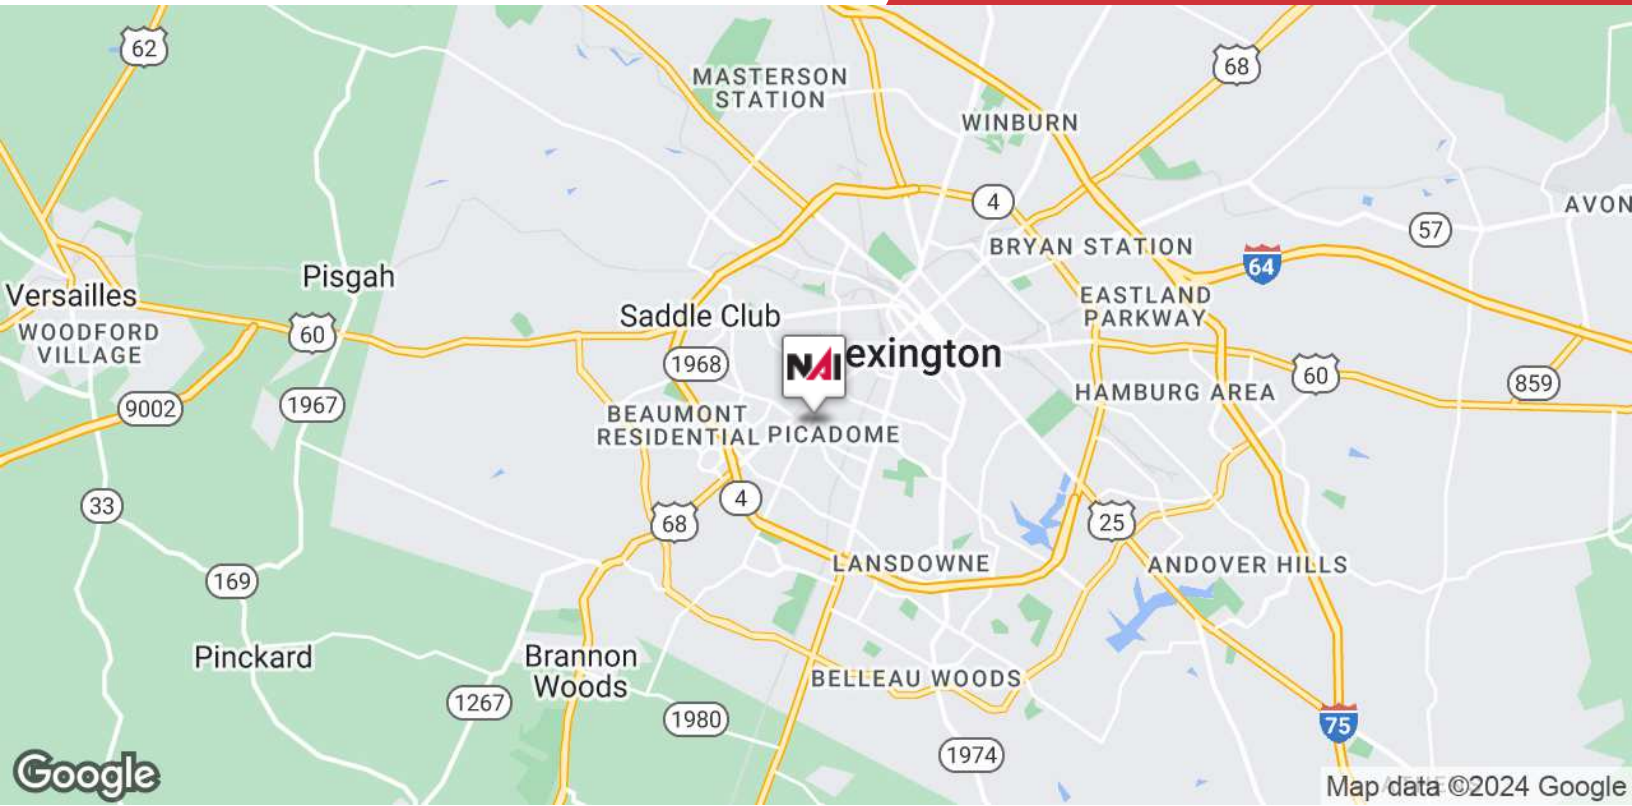 62
68
MASTERSON
STATION
WINBURN
4
AVON
57
BRYAN STATION
64
Pisgah
Versailles
EASTLAND
PARKWAY
Saddle Club
WOODFORD
VILLAGE
60
NAI
exington
1968
60
859
HAMBURG AREA
9002
1967
BEAUMONT
RESIDENTIAL
PICADOME
33
4
68
25
LANSDOWNE
ANDOVER HILLS
169
Pinckard
Brannon
Woods
BELLEAU WOODS
1267
1980
75
1974
Google
Map data ©2024 Google